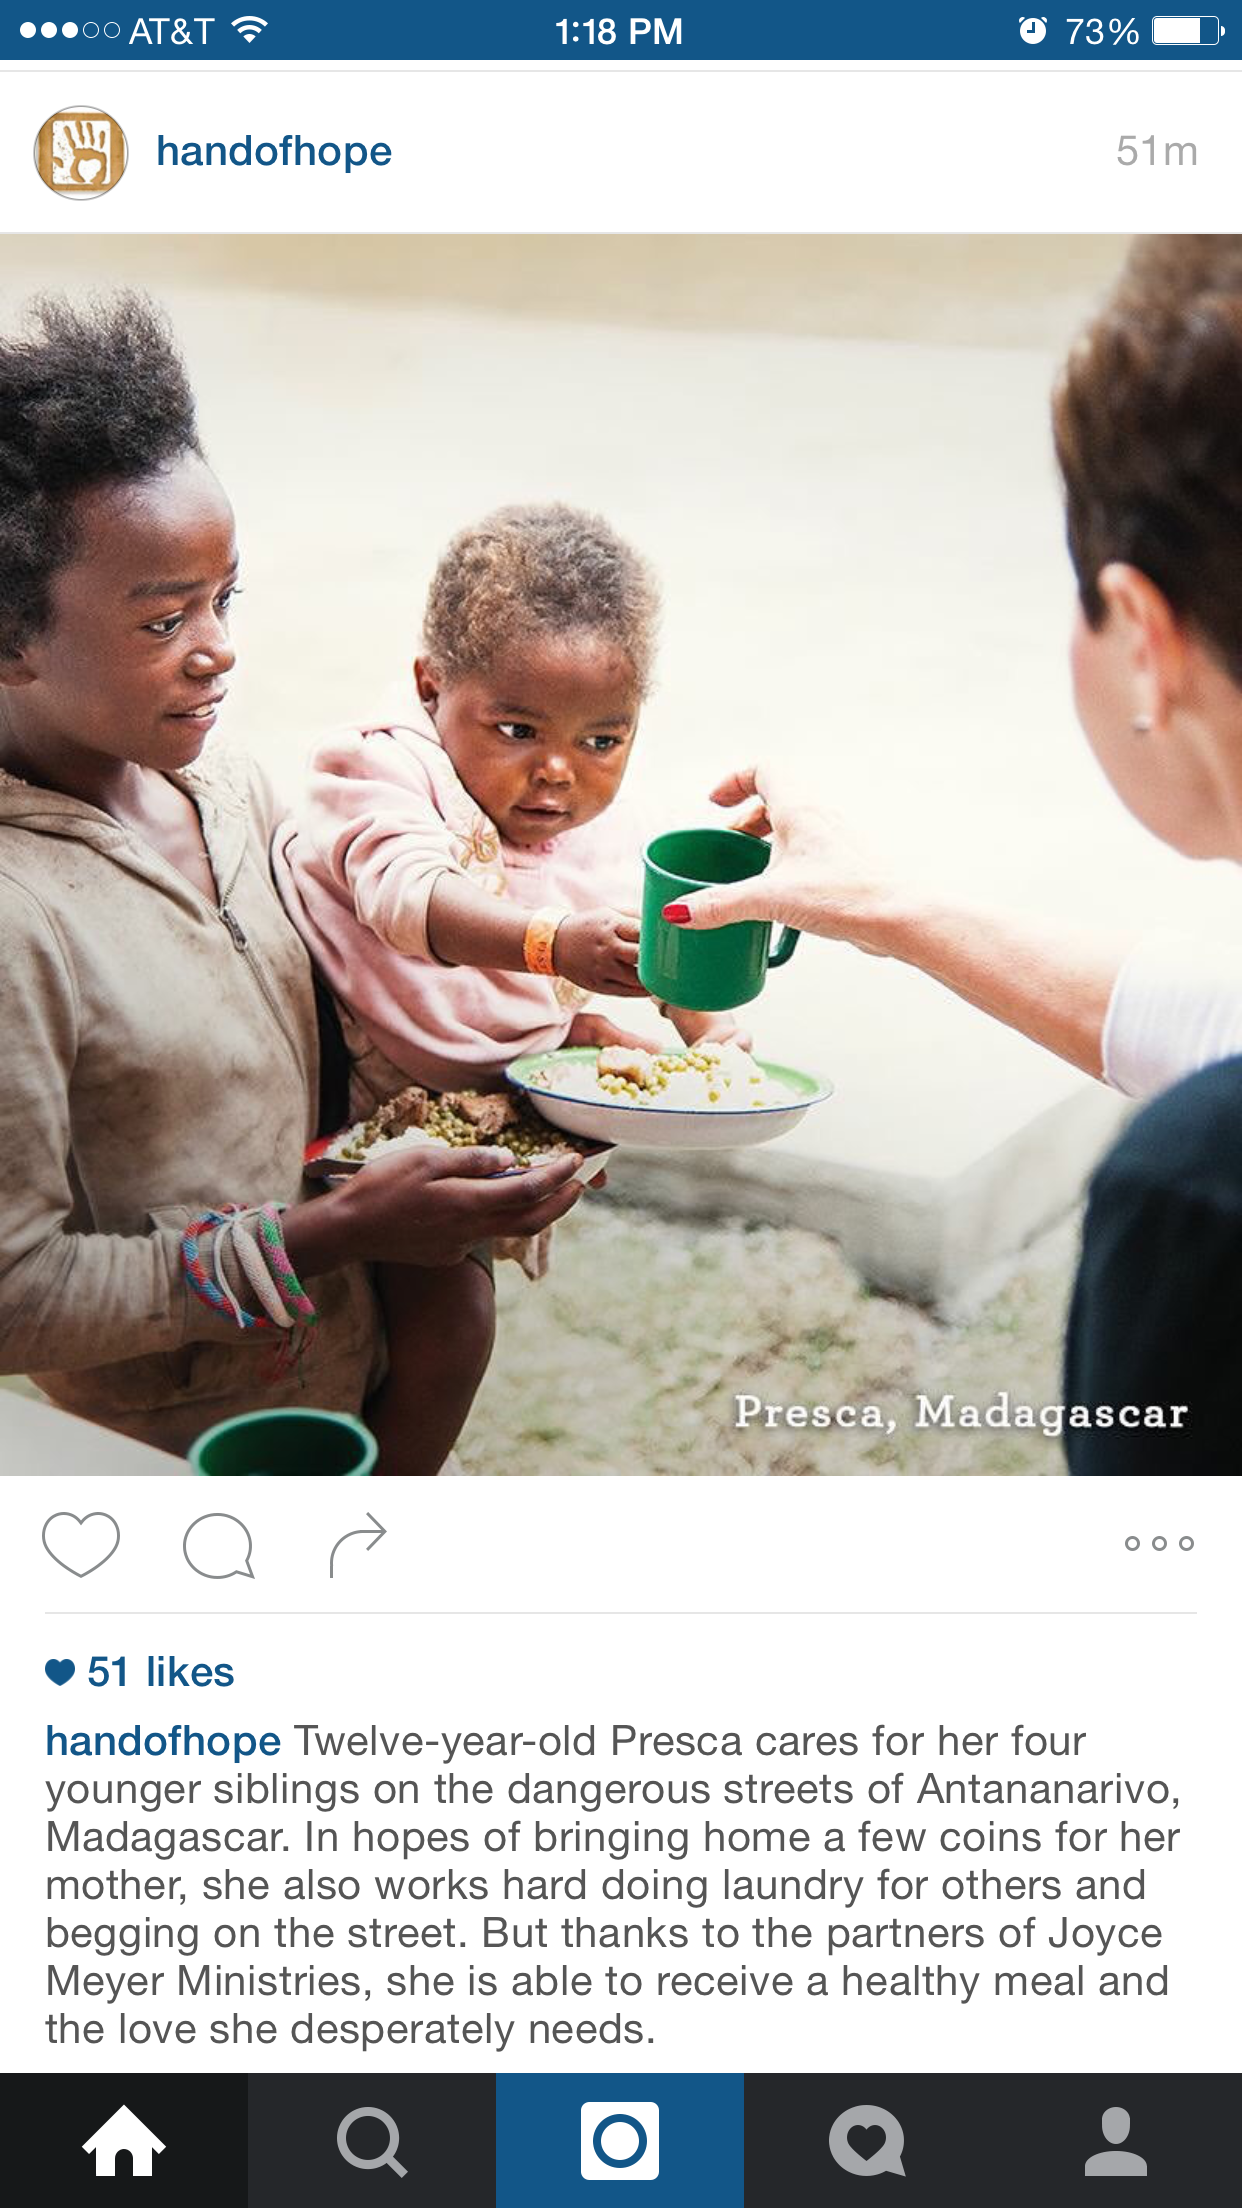 AT&T 1:18 PM 73%
handofhope 51m
Presca, Madagascar
51 likes
handofhope Twelve-year-old Presca cares for her four
younger siblings on the dangerous streets of Antananarivo,
Madagascar. In hopes of bringing home a few coins for her
mother, she also works hard doing laundry for others and
begging on the street. But thanks to the partners of Joyce
Meyer Ministries, she is able to receive a healthy meal and
the love she desperately needs.